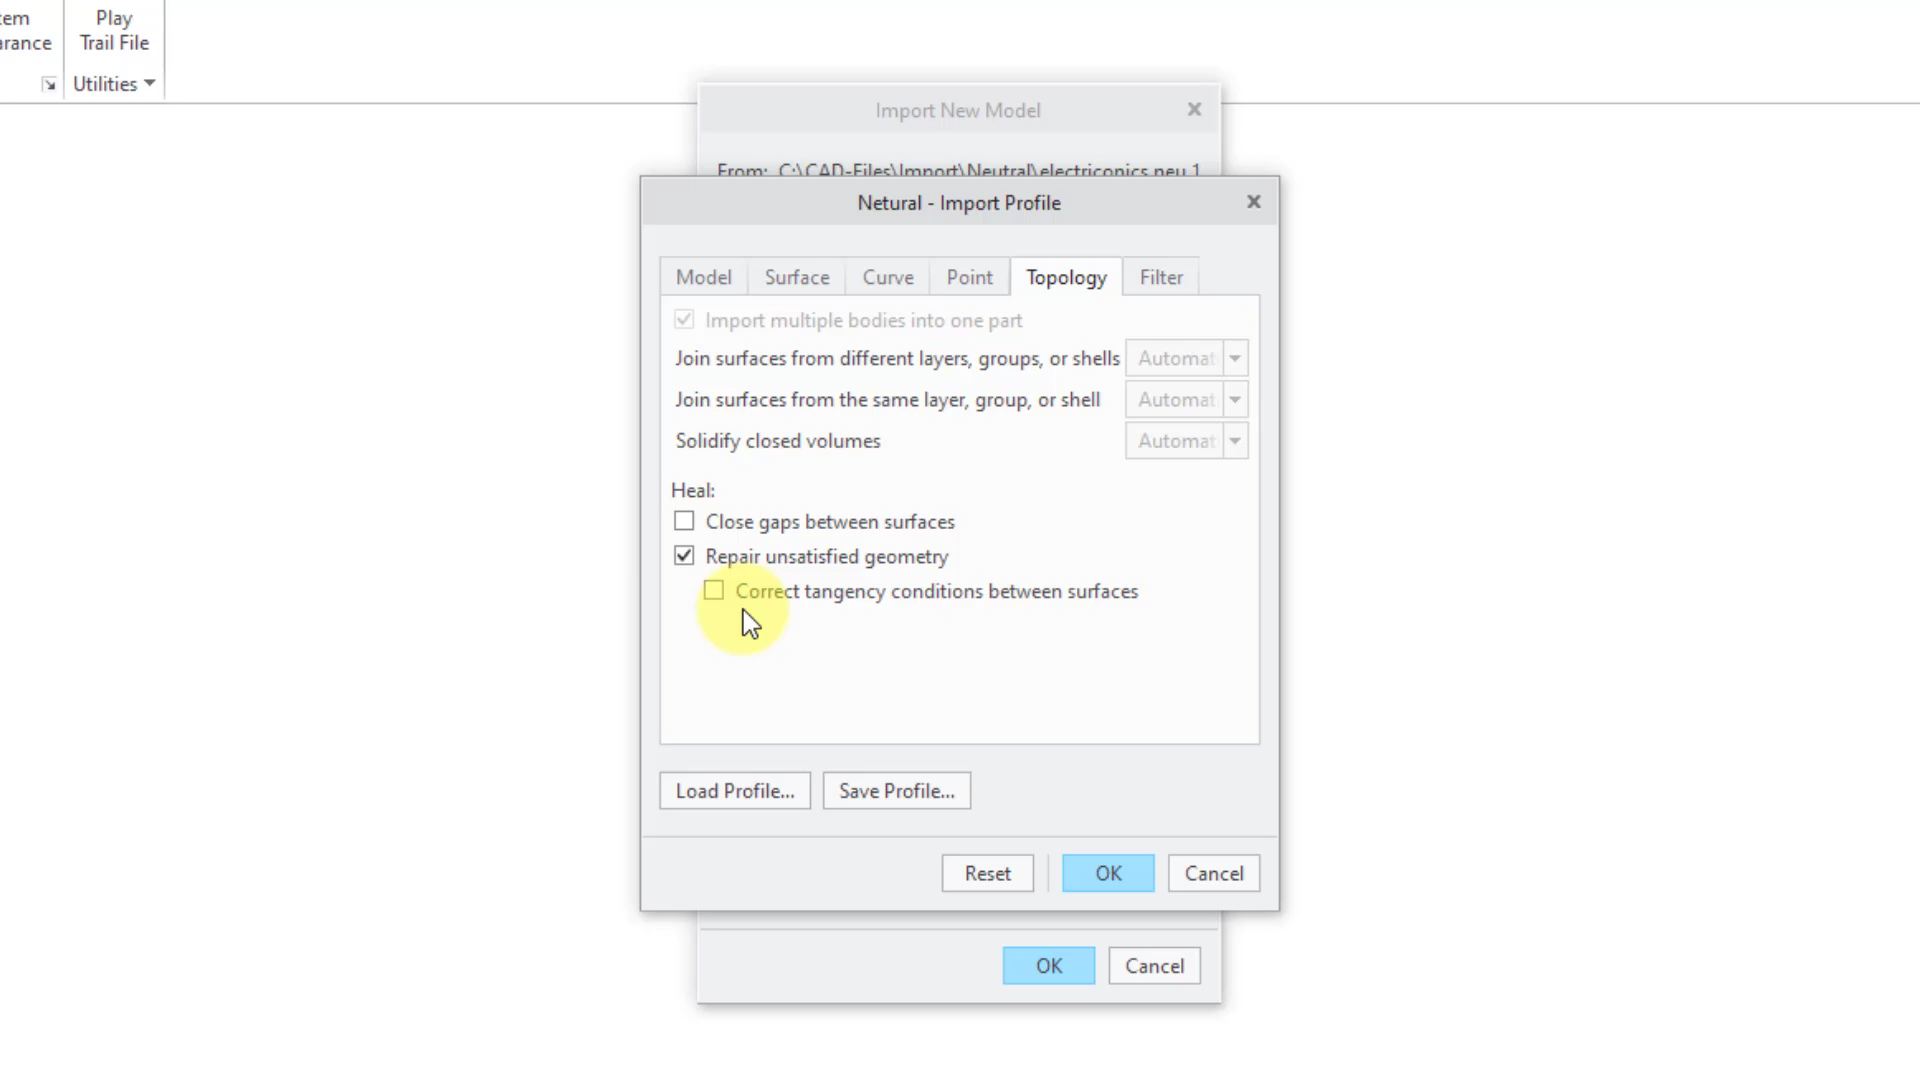 Play
Trail File
Utilities
Import New Model
From: C:\CAD-Files\Import\Neutral\electriconics.neu.1
Netural - Import Profile
Model Surface Curve Point Topology Filter
Import multiple bodies into one part
Join surfaces from different layers, groups, or shells Automat
Join surfaces from the same layer, group, or shell Automat
Solidify closed volumes Automat
Heal:
Close gaps between surfaces
Repair unsatisfied geometry
Correct tangency conditions between surfaces
Load Profile... Save Profile...
Reset OK Cancel
OK Cancel